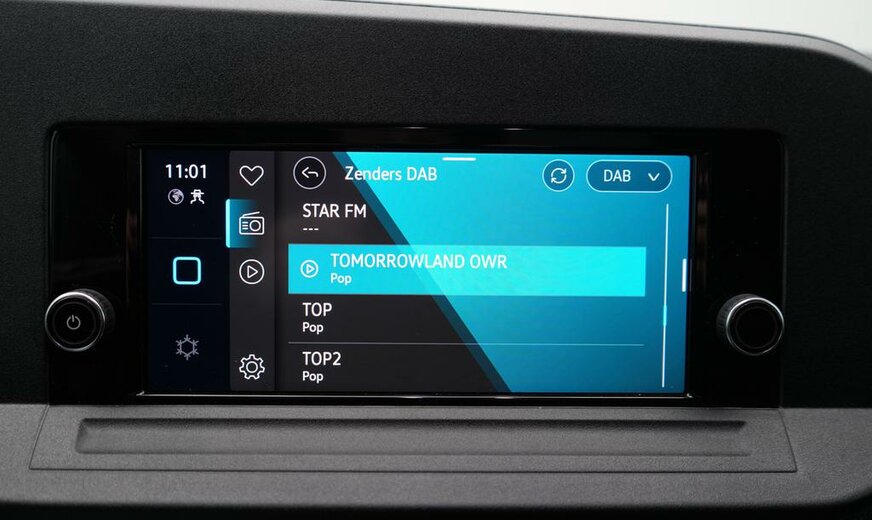 11:01
Zenders DAB
DAB
STAR FM
---
TOMORROWLAND OWR
Pop
TOP
Pop
TOP2
Pop